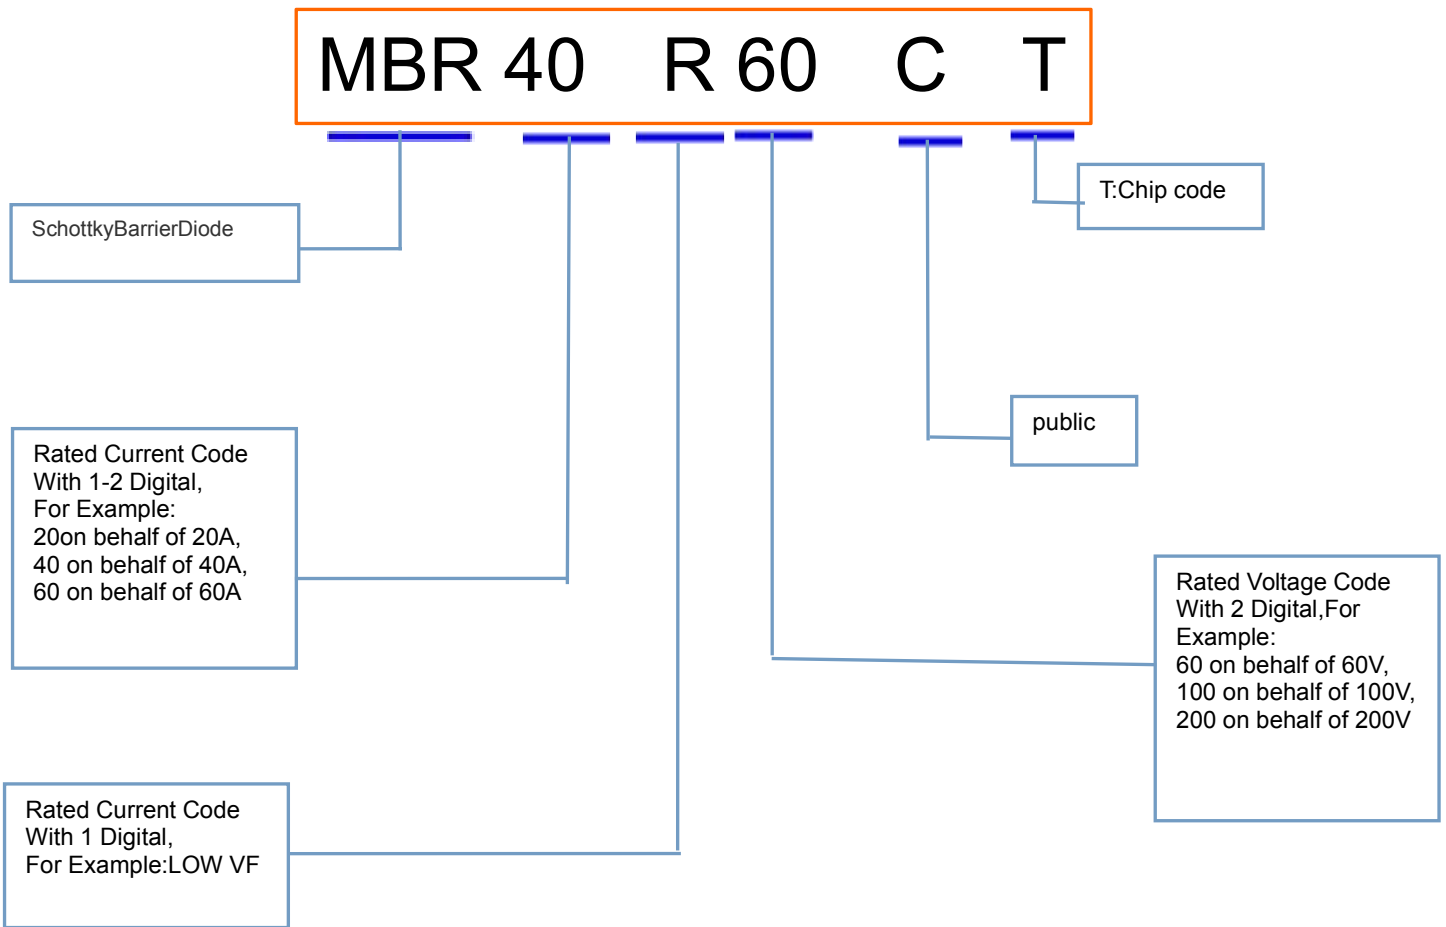 MBR 40 R 60 C T
T:Chip code
SchottkyBarrierDiode
public
Rated Current Code
With 1-2 Digital,
For Example:
20on behalf of 20A,
40 on behalf of 40A,
60 on behalf of 60A
Rated Voltage Code
With 2 Digital,For
Example:
60 on behalf of 60V,
100 on behalf of 100V,
200 on behalf of 200V
Rated Current Code
With 1 Digital,
For Example:LOW VF